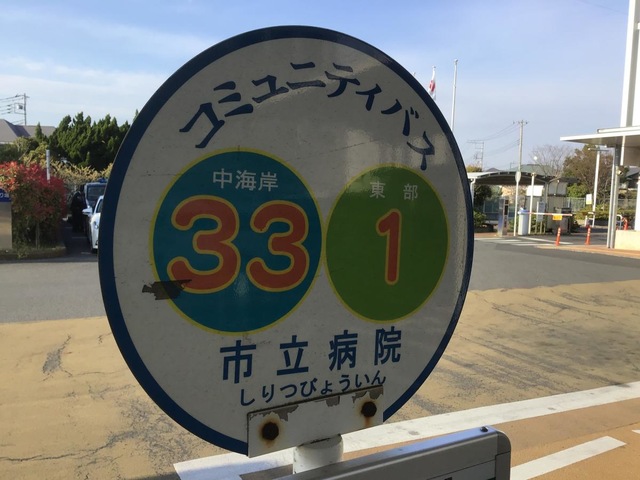 コミュニティバス
中海岸
33
東部
1
市立病院
しりつびょういん